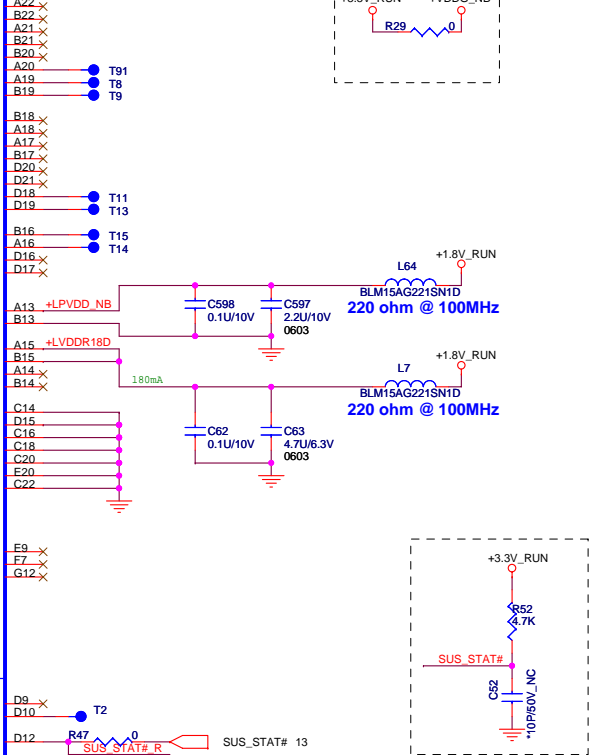 A22
B22
A21
B21
B20
A20 T91
A19 T8
B19 T9
R29 0
B18
A18
A17
B17
D20
D21
D18 T11
D19 T13
B16 T15
A16 T14
D16
D17
+1.8V_RUN
L64
BLM15AG221SN1D
220 ohm @ 100MHz
A13 +LPVDD_NB
B13
C598
0.1U/10V
C597
2.2U/10V
0603
A15 +LVDDR18D
B15
A14
B14
180mA
+1.8V_RUN
L7
BLM15AG221SN1D
220 ohm @ 100MHz
C14
D15
C16
C18
C20
E20
C22
C62
0.1U/10V
C63
4.7U/6.3V
0603
E9
F7
G12
+3.3V_RUN
R52
4.7K
SUS_STAT#
C52
*10P/50V_NC
D9
D10 T2
D12 R47 0
SUS_STAT#_R
SUS_STAT# 13